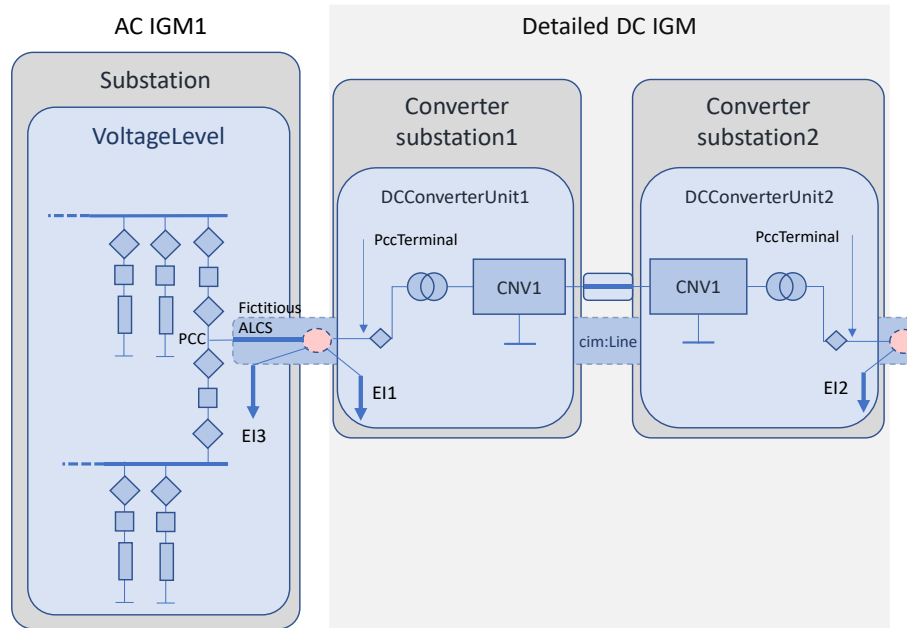 AC IGM1
Detailed DC IGM
Substation
VoltageLevel
Converter
substation1
Converter
substation2
DCConverterUnit1
DCConverterUnit2
PccTerminal
PccTerminal
CNV1
CNV1
Fictitious
ALCS
PCC
cim:Line
EI1
EI2
EI3